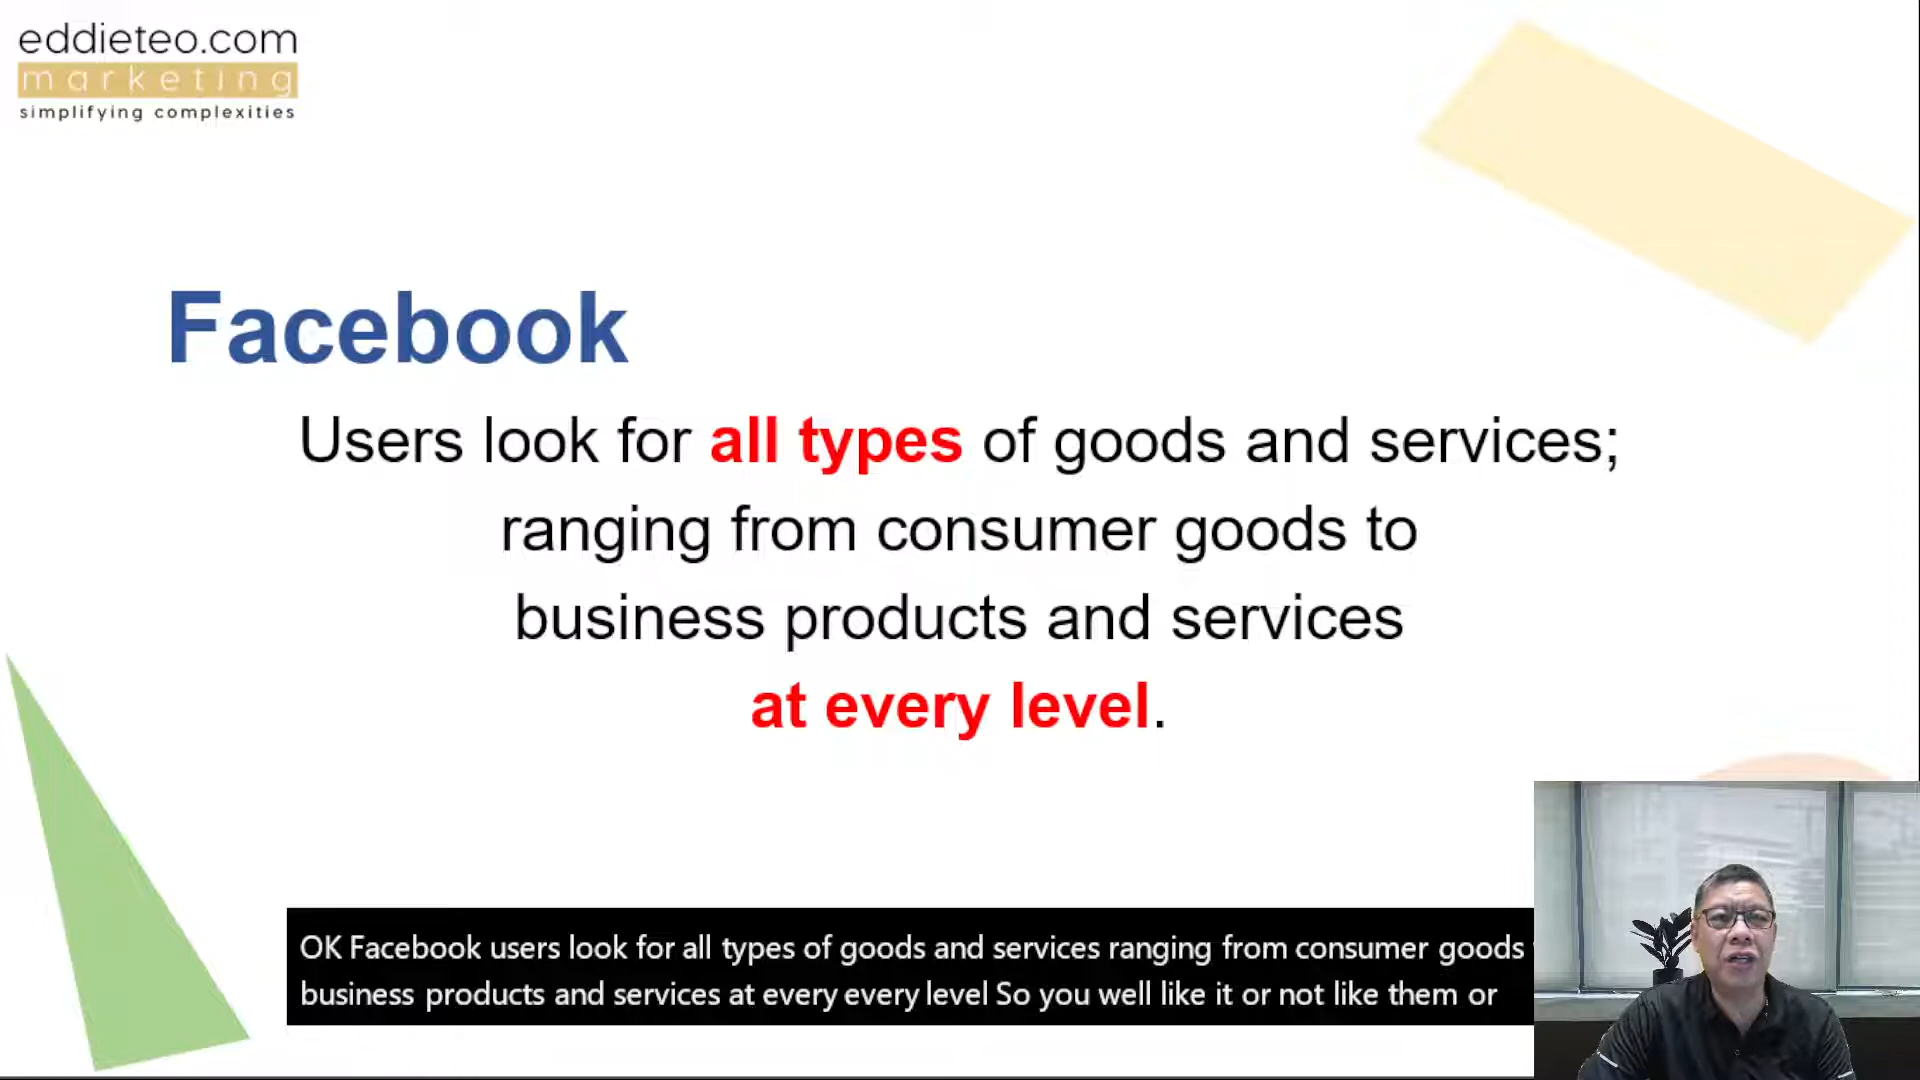 eddieteo.com
marketing
simplifying complexities
Facebook
Users look for all types of goods and services;
ranging from consumer goods to
business products and services
at every level.
OK Facebook users look for all types of goods and services ranging from consumer goods
business products and services at every every level So you well like it or not like them or